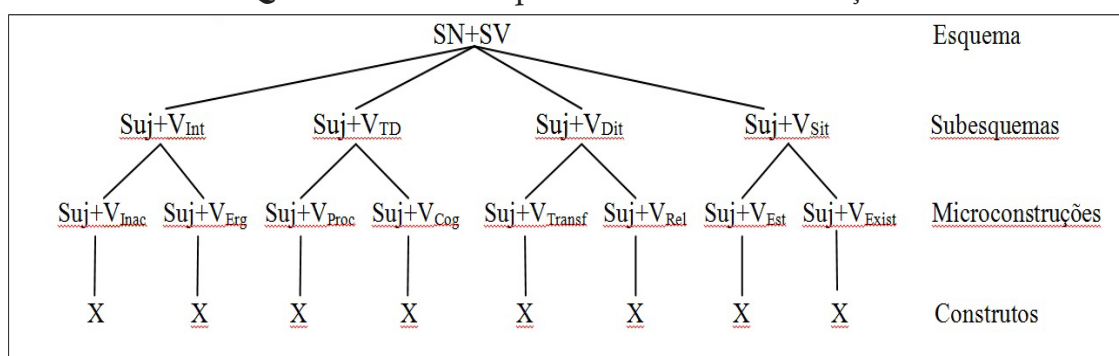 SN+SV Esquema
Suj+VInt Suj+VTD Suj+VDit Suj+VSit Subesquemas
Suj+VInac Suj+VErg Suj+VProc Suj+VCog Suj+VTransf Suj+VRel Suj+VEst Suj+VExist Microconstruções
X X X X X X X X Construtos